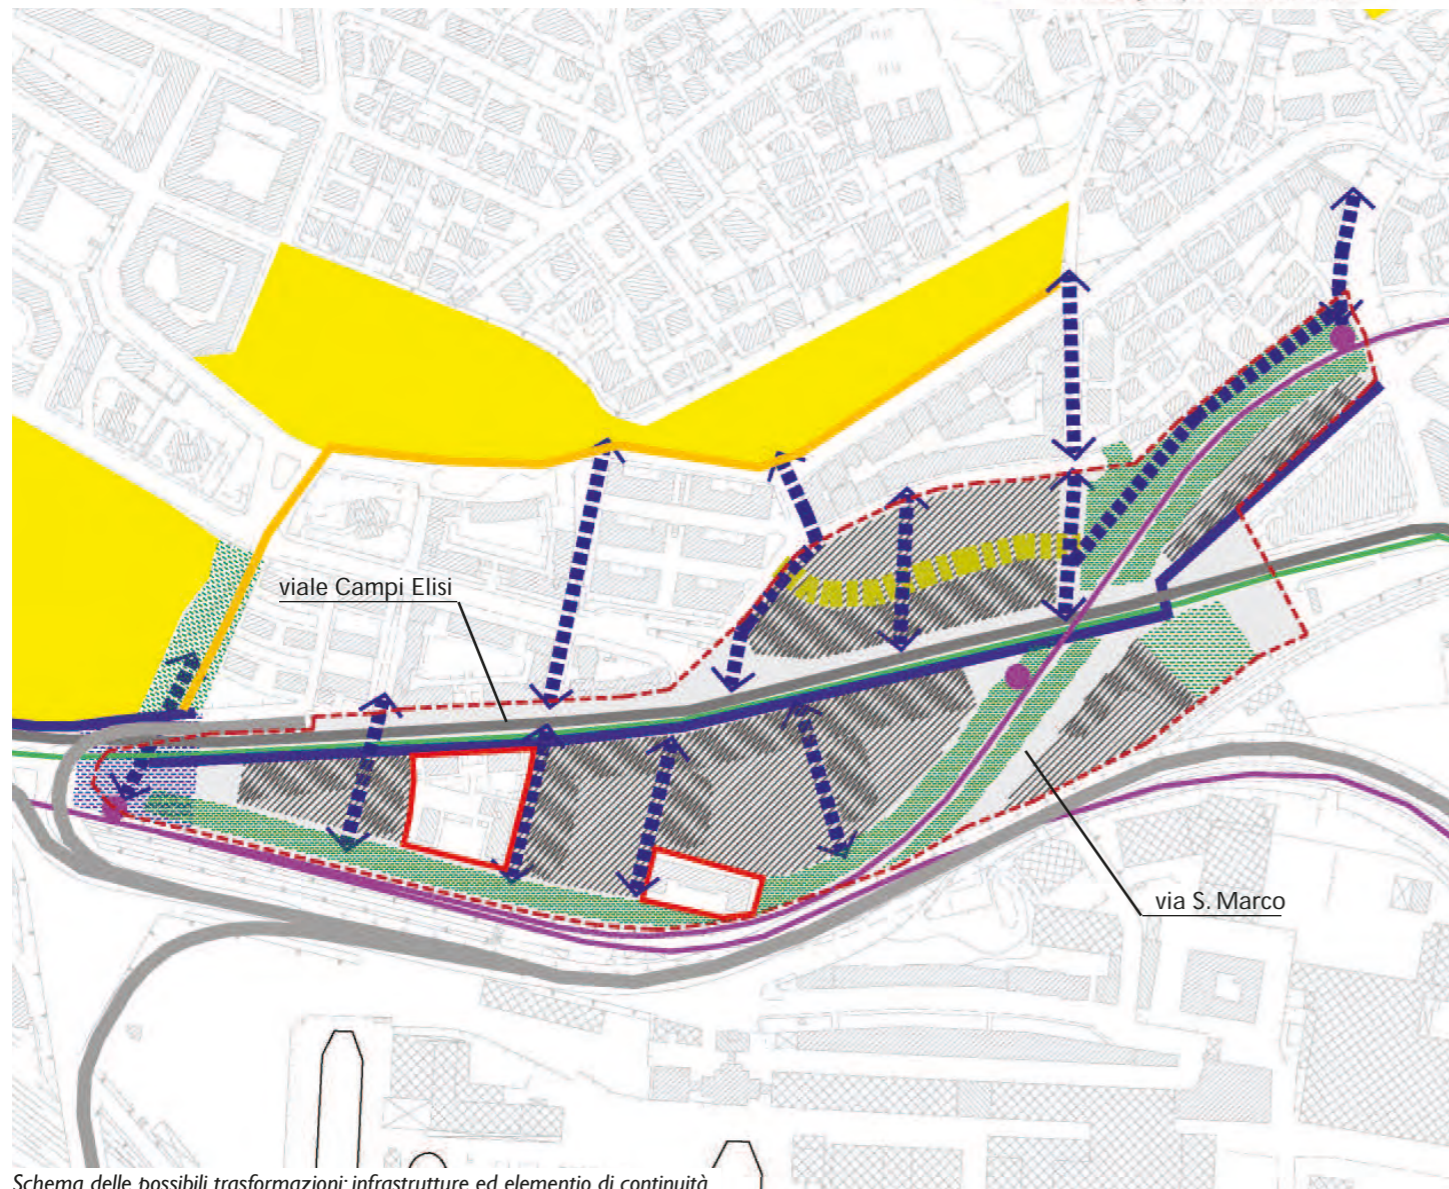 viale Campi Elisi
via S. Marco
Schema delle possibili trasformazioni: infrastrutture ed elementio di continuità